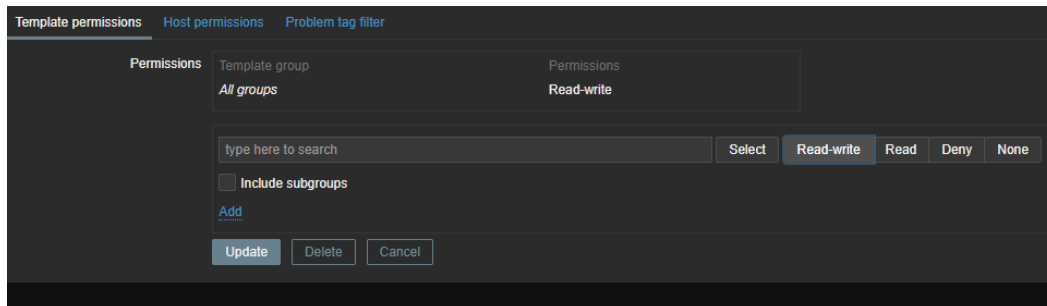 Template permissions Host permissions Problem tag filter
Permissions Template group Permissions
All groups Read-write
type here to search Select Read-write Read Deny None
Include subgroups
Add
Update Delete Cancel